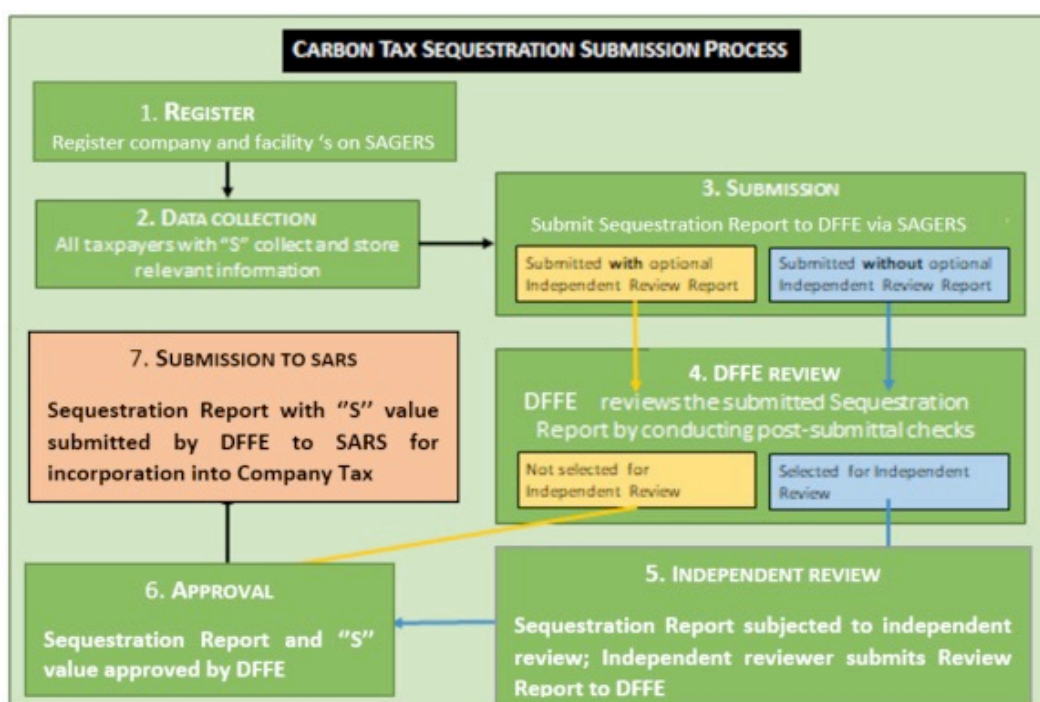 CARBON TAX SEQUESTRATION SUBMISSION PROCESS
1. REGISTER
Register company and facility 's on SAGERS
2. DATA COLLECTION
All taxpayers with "S" collect and store
relevant information
3. SUBMISSION
Submit Sequestration Report to DFFE via SAGERS
Submitted with optional
Independent Review Report
Submitted without optional
Independent Review Report
4. DFFE REVIEW
DFFE reviews the submitted Sequestration
Report by conducting post-submittal checks
Not selected for
Independent Review
Selected for Independent
Review
5. INDEPENDENT REVIEW
Sequestration Report subjected to independent
review; Independent reviewer submits Review
Report to DFFE
6. APPROVAL
Sequestration Report and "S"
value approved by DFFE
7. SUBMISSION TO SARS
Sequestration Report with "S" value
submitted by DFFE to SARS for
incorporation into Company Tax